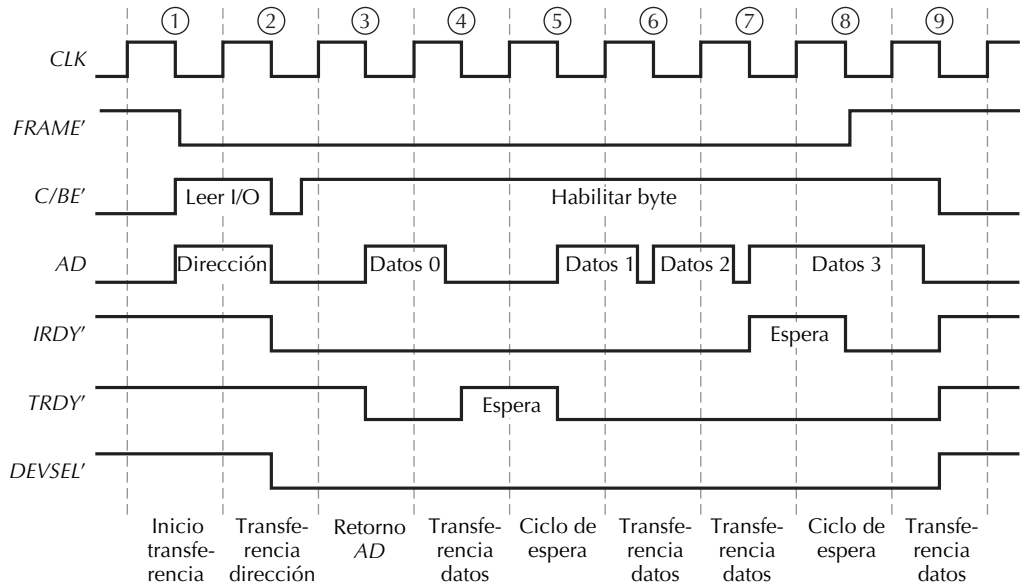 1 2 3 4 5 6 7 8 9
CLK
FRAME′
C/BE′ Leer I/O Habilitar byte
AD Dirección Datos 0 Datos 1 Datos 2 Datos 3
IRDY′ Espera
TRDY′ Espera
DEVSEL′
Inicio Transfe- Retorno Transfe- Ciclo de Transfe- Transfe- Ciclo de Transfe-
transfe- rencia AD rencia espera rencia rencia espera rencia
rencia dirección datos datos datos datos